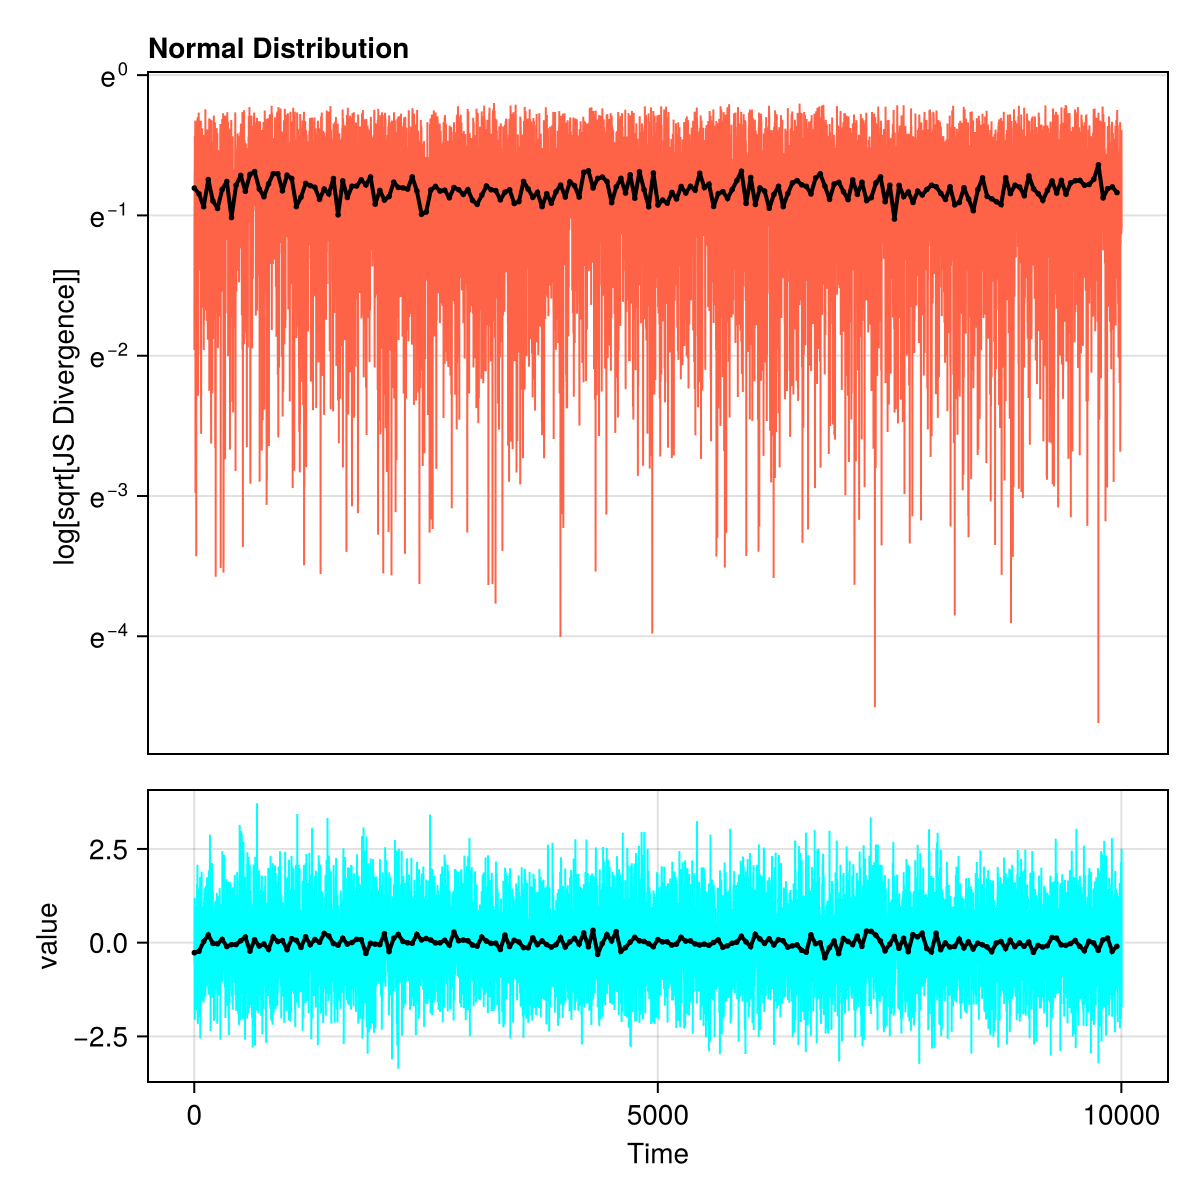 Normal Distribution
e⁰
e⁻¹
e⁻²
e⁻³
e⁻⁴
log[sqrt[JS Divergence]]
2.5
0.0
−2.5
value
0 5000 10000
Time